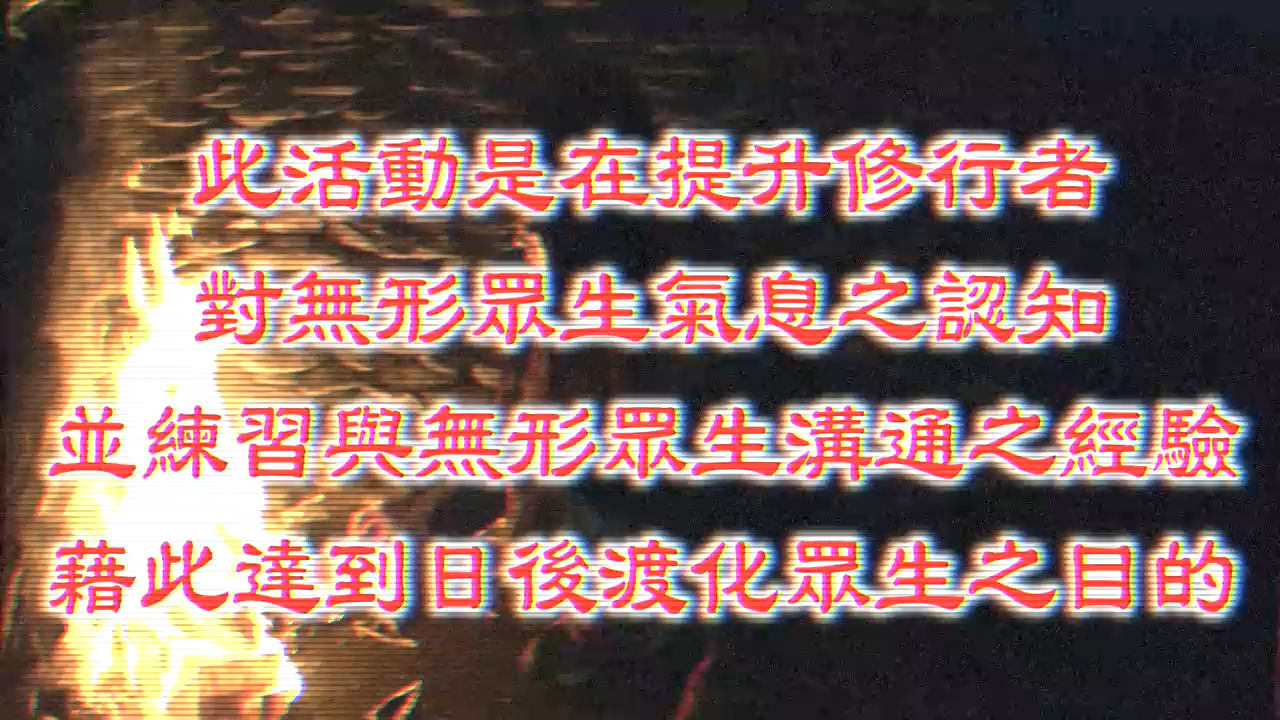 此活動是在提升修行者
對無形眾生氣息之認知
並練習與無形眾生溝通之經驗
藉此達到日後渡化眾生之目的